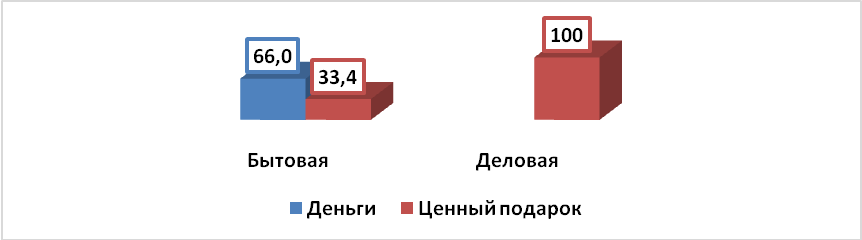 66,0
33,4
100
Бытовая
Деловая
Деньги
Ценный подарок